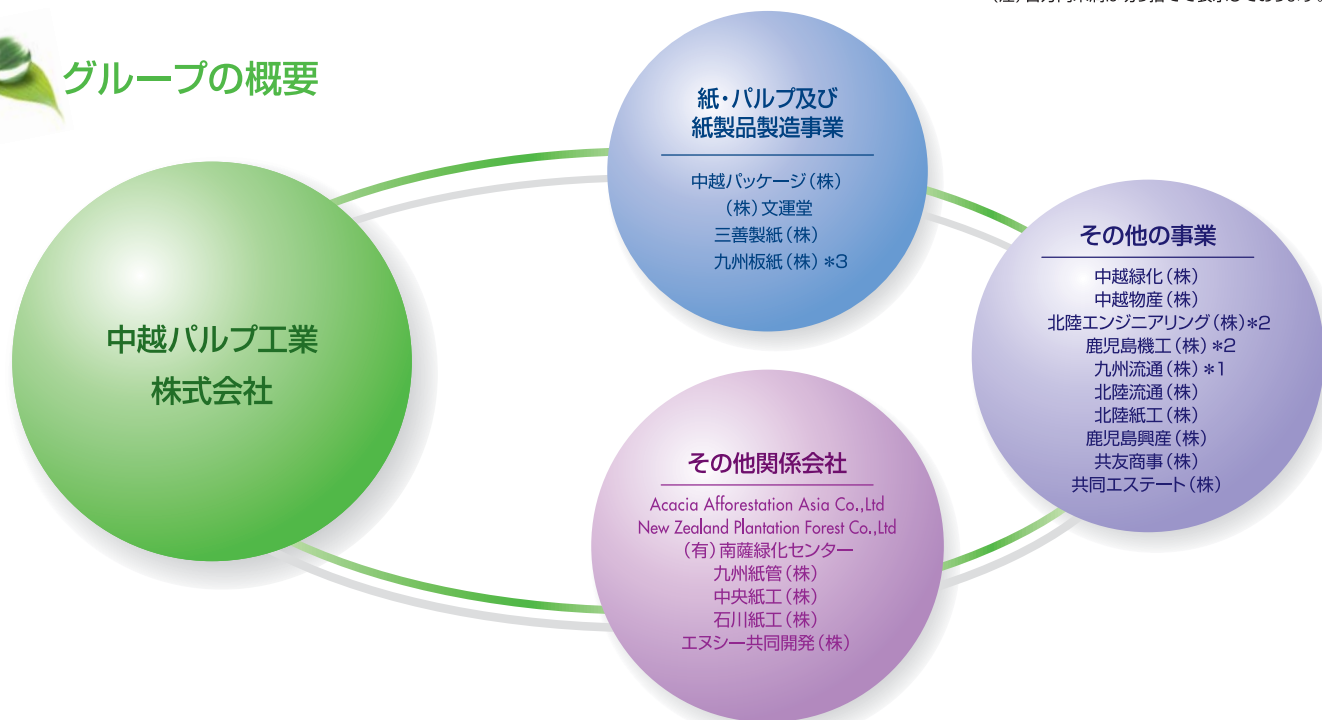 グループの概要
中越パルプ工業
株式会社
紙・パルプ及び
紙製品製造事業
中越パッケージ(株)
(株)文運堂
三善製紙(株)
九州板紙(株)*3
その他の事業
中越緑化(株)
中越物産(株)
北陸エンジニアリング(株)*2
鹿児島機工(株)*2
九州流通(株)*1
北陸流通(株)
北陸紙工(株)
鹿児島興産(株)
共友商事(株)
共同エステート(株)
その他関係会社
Acacia Afforestation Asia Co.,Ltd
New Zealand Plantation Forest Co.,Ltd
(有)南薩緑化センター
九州紙管(株)
中央紙工(株)
石川紙工(株)
エヌシー共同開発(株)